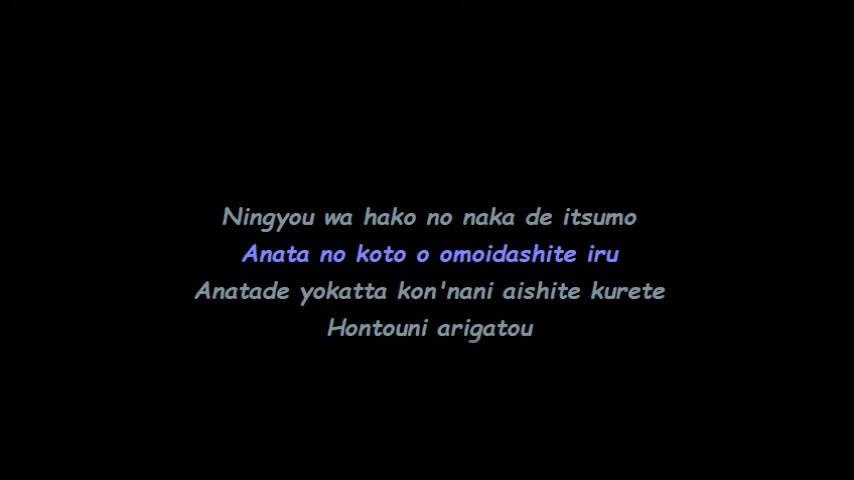 Ningyou wa hako no naka de itsumo
Anata no koto o omoidashite iru
Anatade yokatta kon'nani aishite kurete
Hontouni arigatou